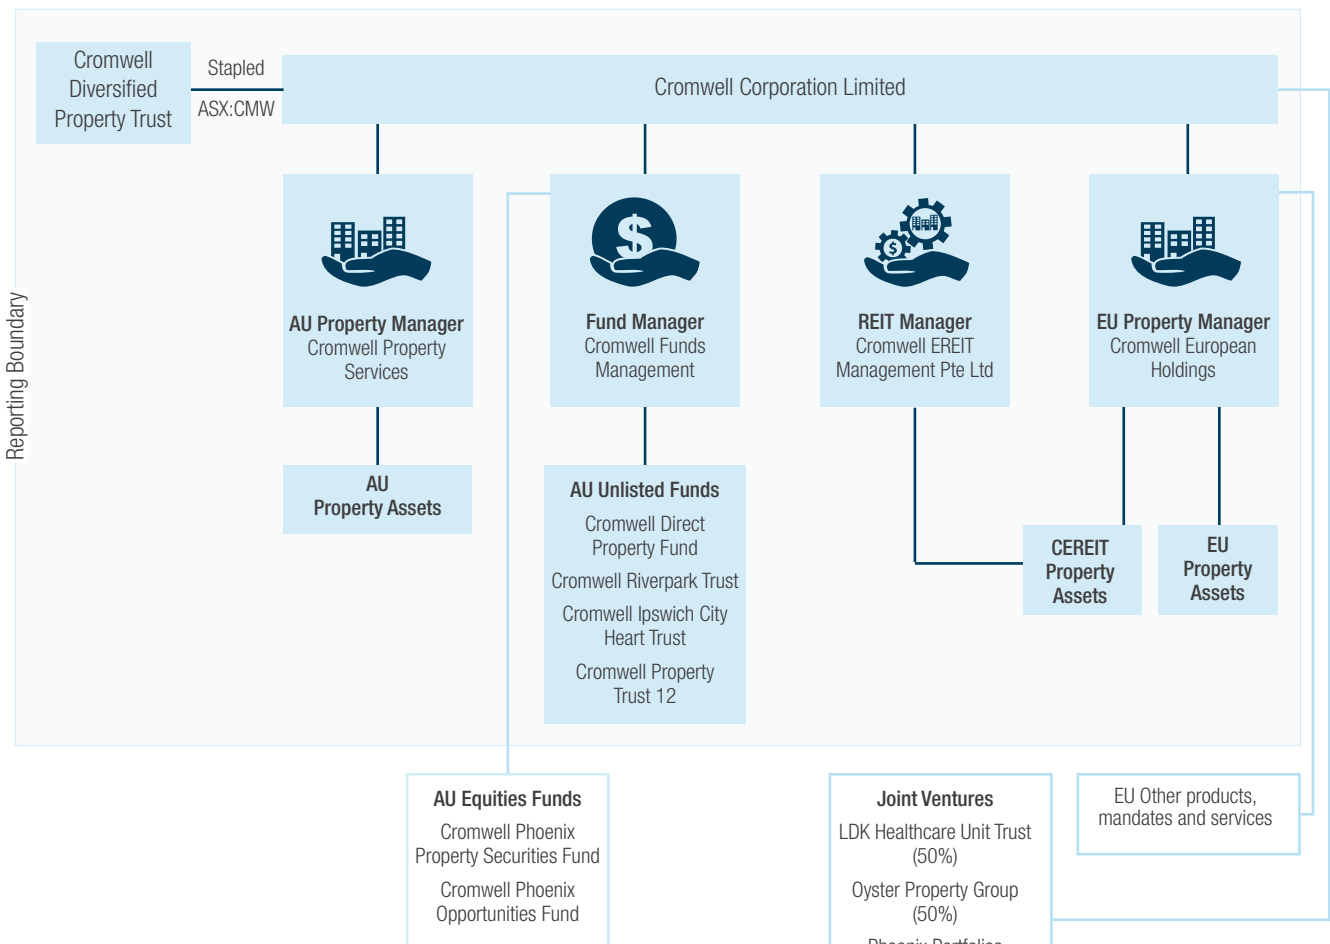 Cromwell
Diversified
Property Trust
Stapled
ASX:CMW
Cromwell Corporation Limited
Reporting Boundary
AU Property Manager
Cromwell Property
Services
Fund Manager
Cromwell Funds
Management
REIT Manager
Cromwell EREIT
Management Pte Ltd
EU Property Manager
Cromwell European
Holdings
AU
Property Assets
AU Unlisted Funds
Cromwell Direct
Property Fund
Cromwell Riverpark Trust
Cromwell Ipswich City
Heart Trust
Cromwell Property
Trust 12
CEREIT
Property
Assets
EU
Property
Assets
AU Equities Funds
Cromwell Phoenix
Property Securities Fund
Cromwell Phoenix
Opportunities Fund
Joint Ventures
LDK Healthcare Unit Trust
(50%)
Oyster Property Group
(50%)
Phoenix Portfolios
EU Other products,
mandates and services